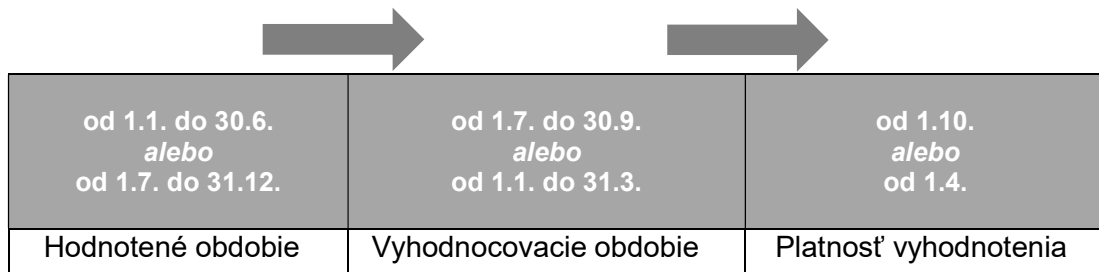 od 1.1. do 30.6.
alebo
od 1.7. do 31.12.
od 1.7. do 30.9.
alebo
od 1.1. do 31.3.
od 1.10.
alebo
od 1.4.
Hodnotené obdobie
Vyhodnocovacie obdobie
Platnosť vyhodnotenia